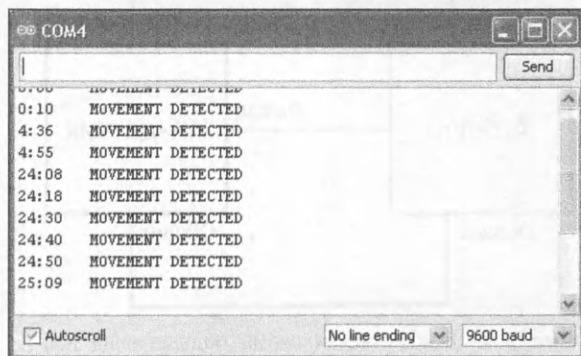 COM4
Send
MOVEMENT DETECTED
0:10 MOVEMENT DETECTED
4:36 MOVEMENT DETECTED
4:55 MOVEMENT DETECTED
24:08 MOVEMENT DETECTED
24:18 MOVEMENT DETECTED
24:30 MOVEMENT DETECTED
24:40 MOVEMENT DETECTED
24:50 MOVEMENT DETECTED
25:09 MOVEMENT DETECTED
Autoscroll No line ending 9600 baud